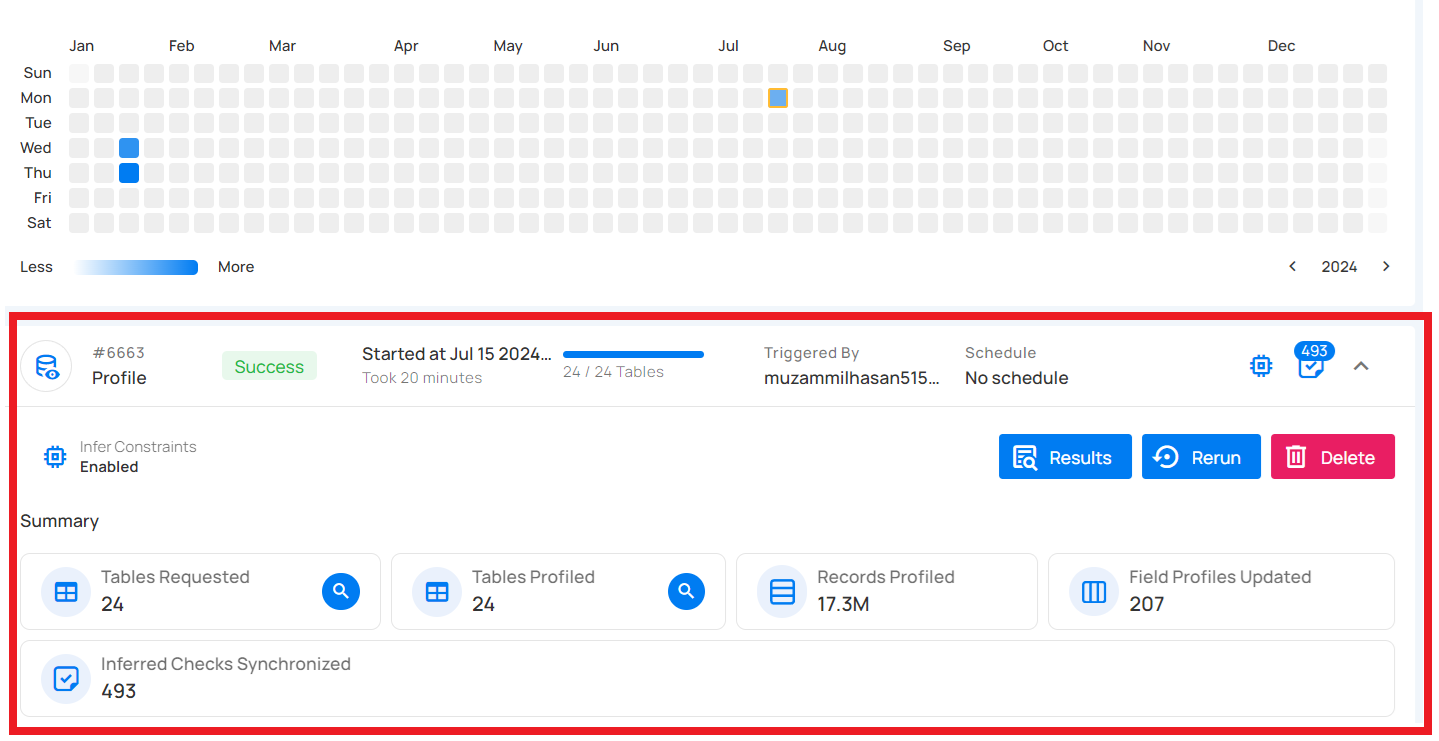 Jan Feb Mar Apr May Jun Jul Aug Sep Oct Nov Dec
Sun
Mon
Tue
Wed
Thu
Fri
Sat
Less More 2024
#6663
Profile
Success
Started at Jul 15 2024...
Took 20 minutes
24 / 24 Tables
Triggered By
muzammilhasan515...
Schedule
No schedule
493
Infer Constraints
Enabled
Results Rerun Delete
Summary
Tables Requested
24
Tables Profiled
24
Records Profiled
17.3M
Field Profiles Updated
207
Inferred Checks Synchronized
493